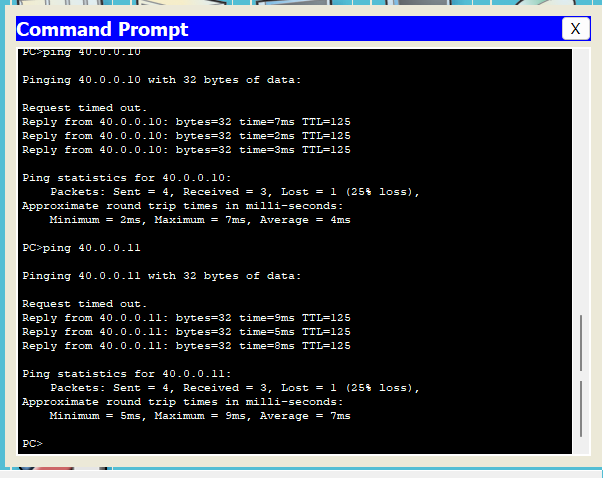 Command Prompt
X
PC>ping 40.0.0.10
Pinging 40.0.0.10 with 32 bytes of data:
Request timed out.
Reply from 40.0.0.10: bytes=32 time=7ms TTL=125
Reply from 40.0.0.10: bytes=32 time=2ms TTL=125
Reply from 40.0.0.10: bytes=32 time=3ms TTL=125
Ping statistics for 40.0.0.10:
Packets: Sent = 4, Received = 3, Lost = 1 (25% loss),
Approximate round trip times in milli-seconds:
Minimum = 2ms, Maximum = 7ms, Average = 4ms
PC>ping 40.0.0.11
Pinging 40.0.0.11 with 32 bytes of data:
Request timed out.
Reply from 40.0.0.11: bytes=32 time=9ms TTL=125
Reply from 40.0.0.11: bytes=32 time=5ms TTL=125
Reply from 40.0.0.11: bytes=32 time=8ms TTL=125
Ping statistics for 40.0.0.11:
Packets: Sent = 4, Received = 3, Lost = 1 (25% loss),
Approximate round trip times in milli-seconds:
Minimum = 5ms, Maximum = 9ms, Average = 7ms
PC>